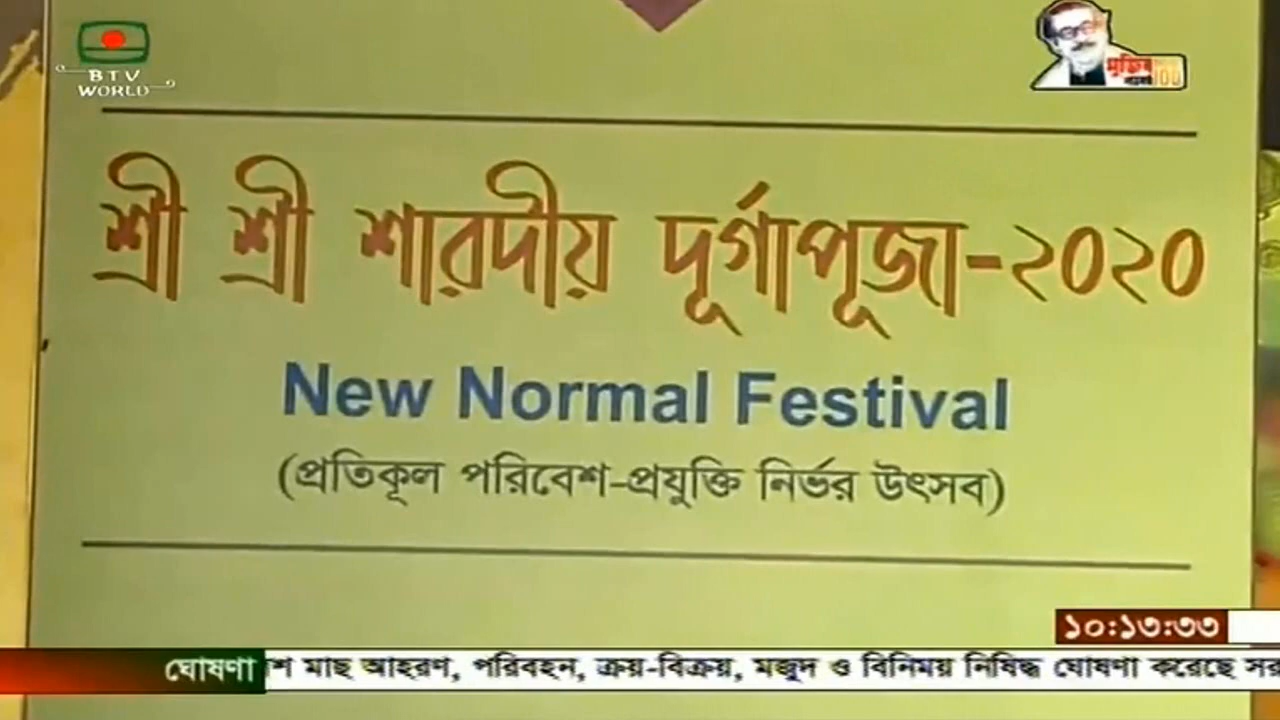 BTV
WORLD
মুজিব
শ্রী শ্রী শারদীয় দূর্গাপূজা-২০২০
New Normal Festival
(প্রতিকূল পরিবেশ-প্রযুক্তি নির্ভর উৎসব)
১০:১৩:৩৩
ঘোষণা মাছ আহরণ, পরিবহন, ক্রয়-বিক্রয়, মজুদ ও বিনিময় নিষিদ্ধ ঘোষণা করেছে